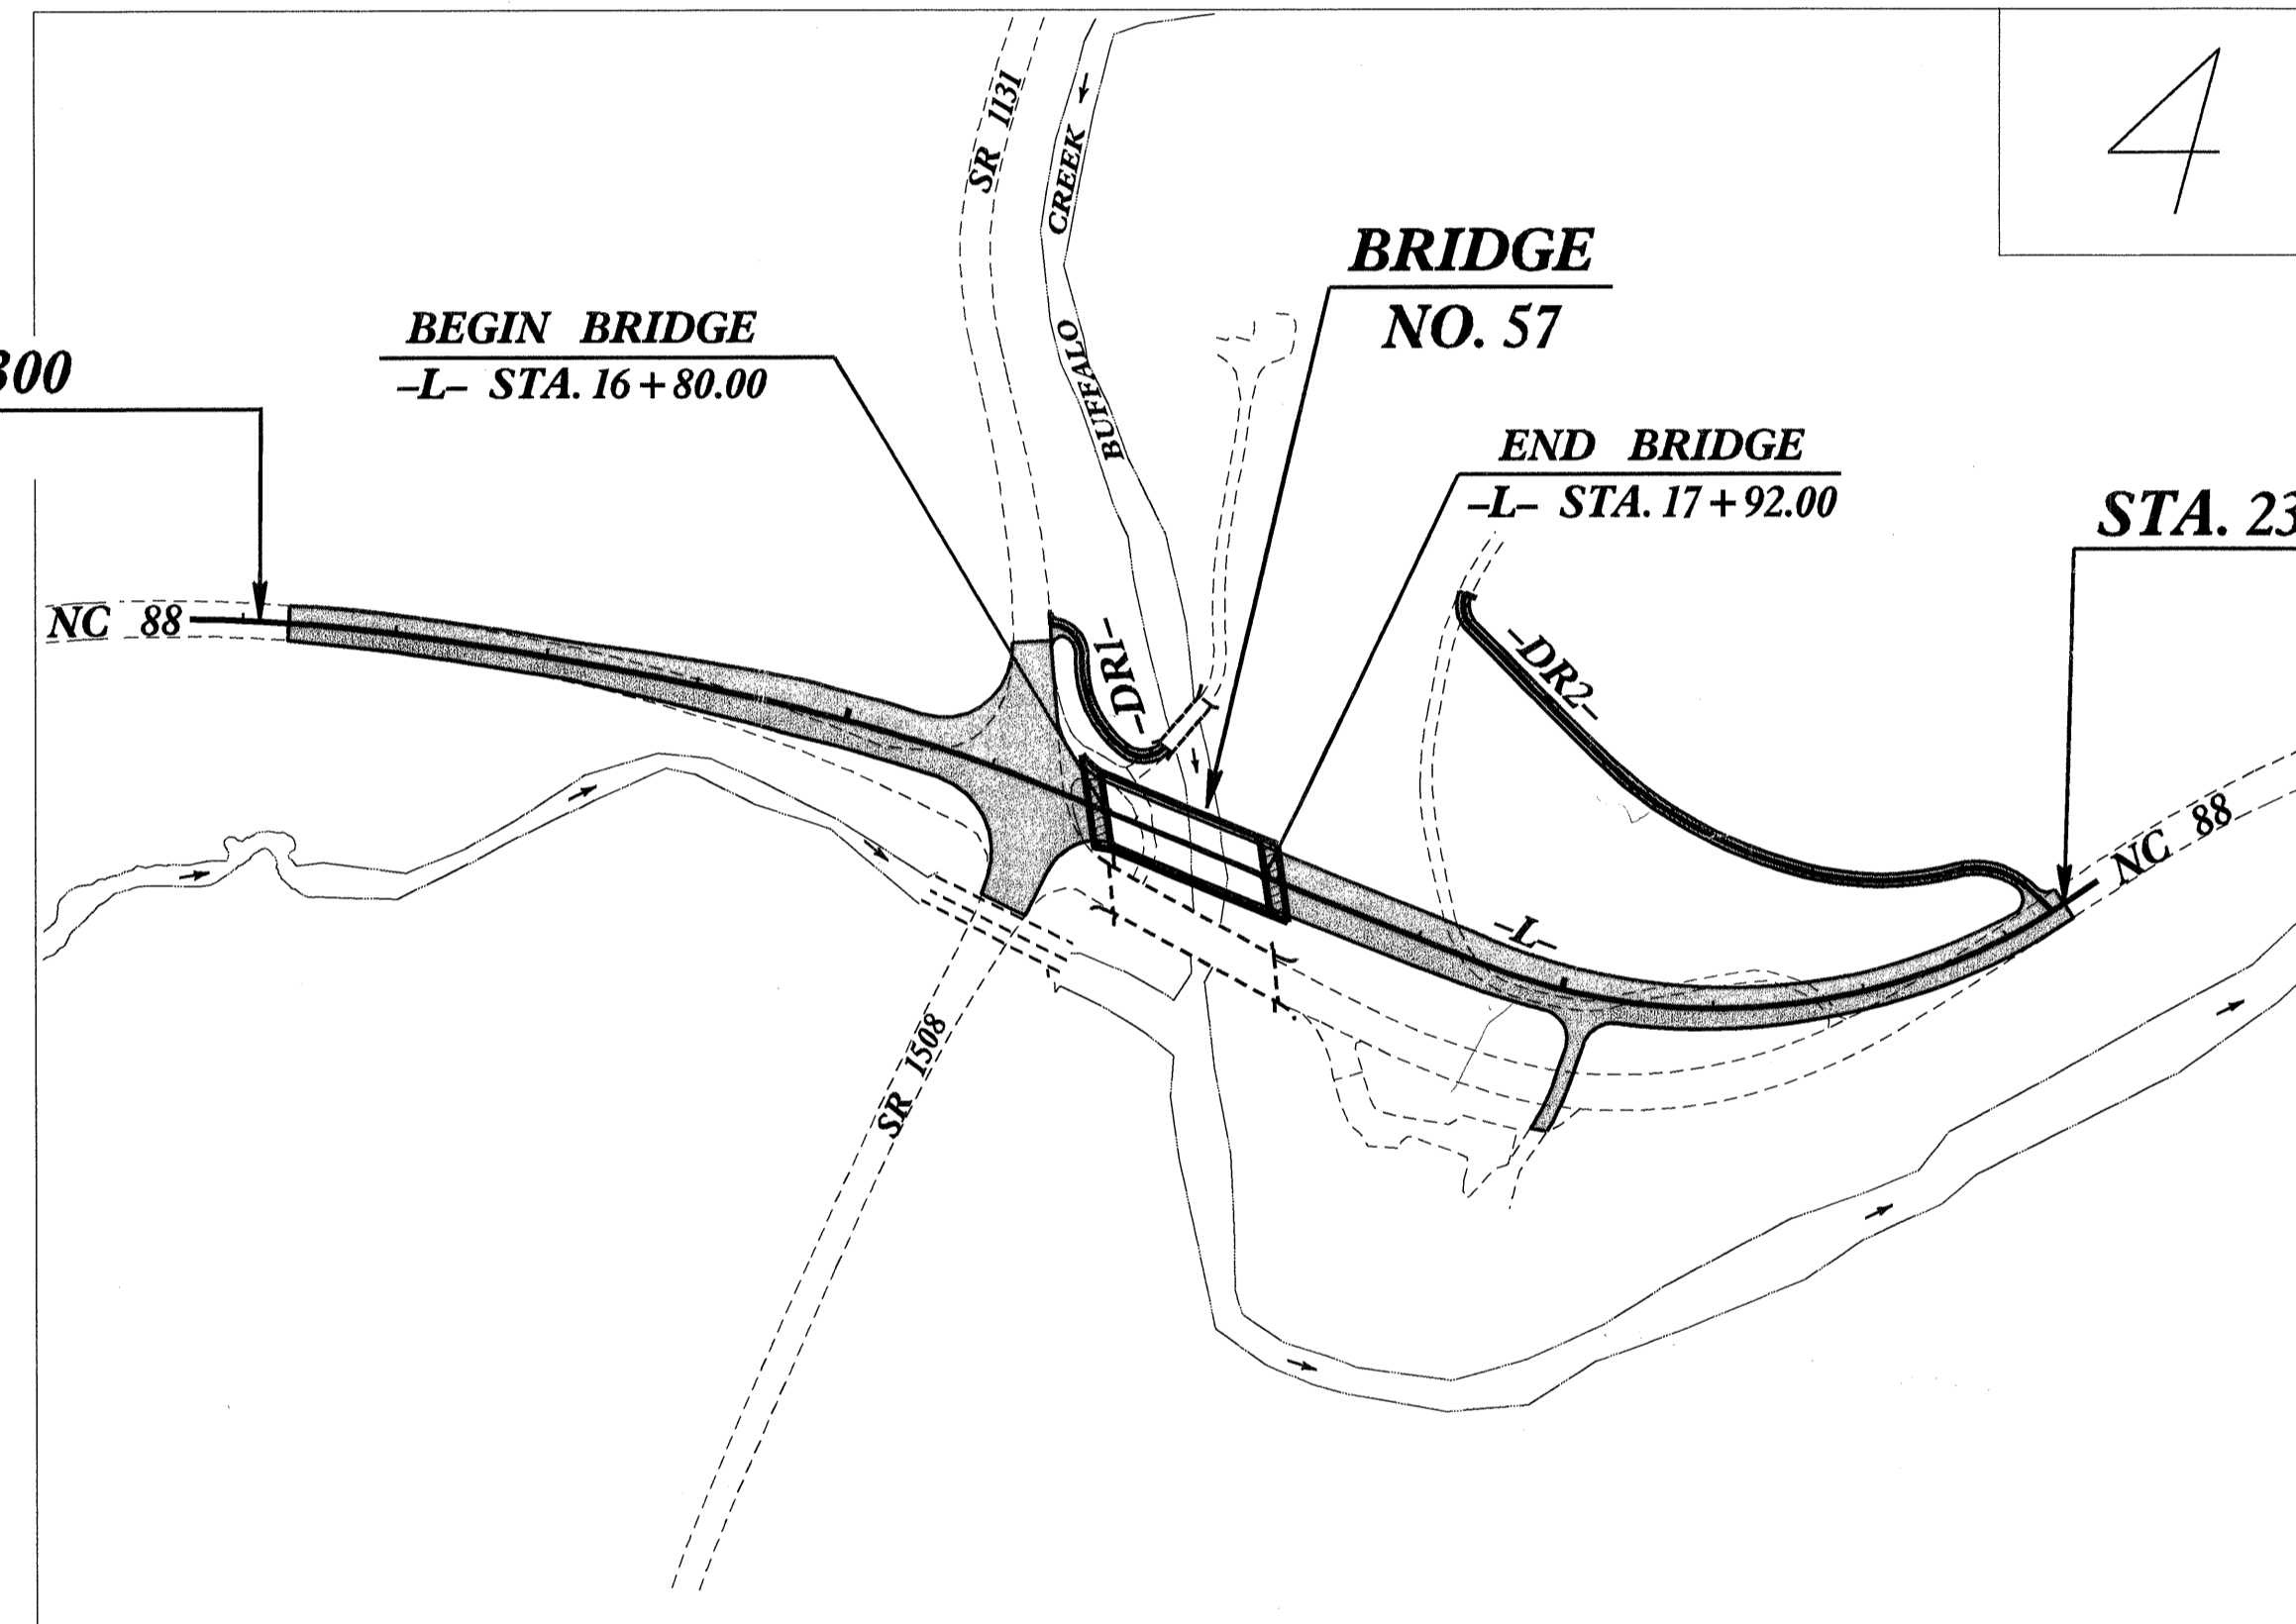 SR 1131
CREEK
BUFFALO
BRIDGE
NO. 57
BEGIN BRIDGE
–L– STA. 16+80.00
300
END BRIDGE
–L– STA. 17+92.00
STA. 23
NC 88
–DR1–
–DR2–
NC 88
–L–
SR 1508